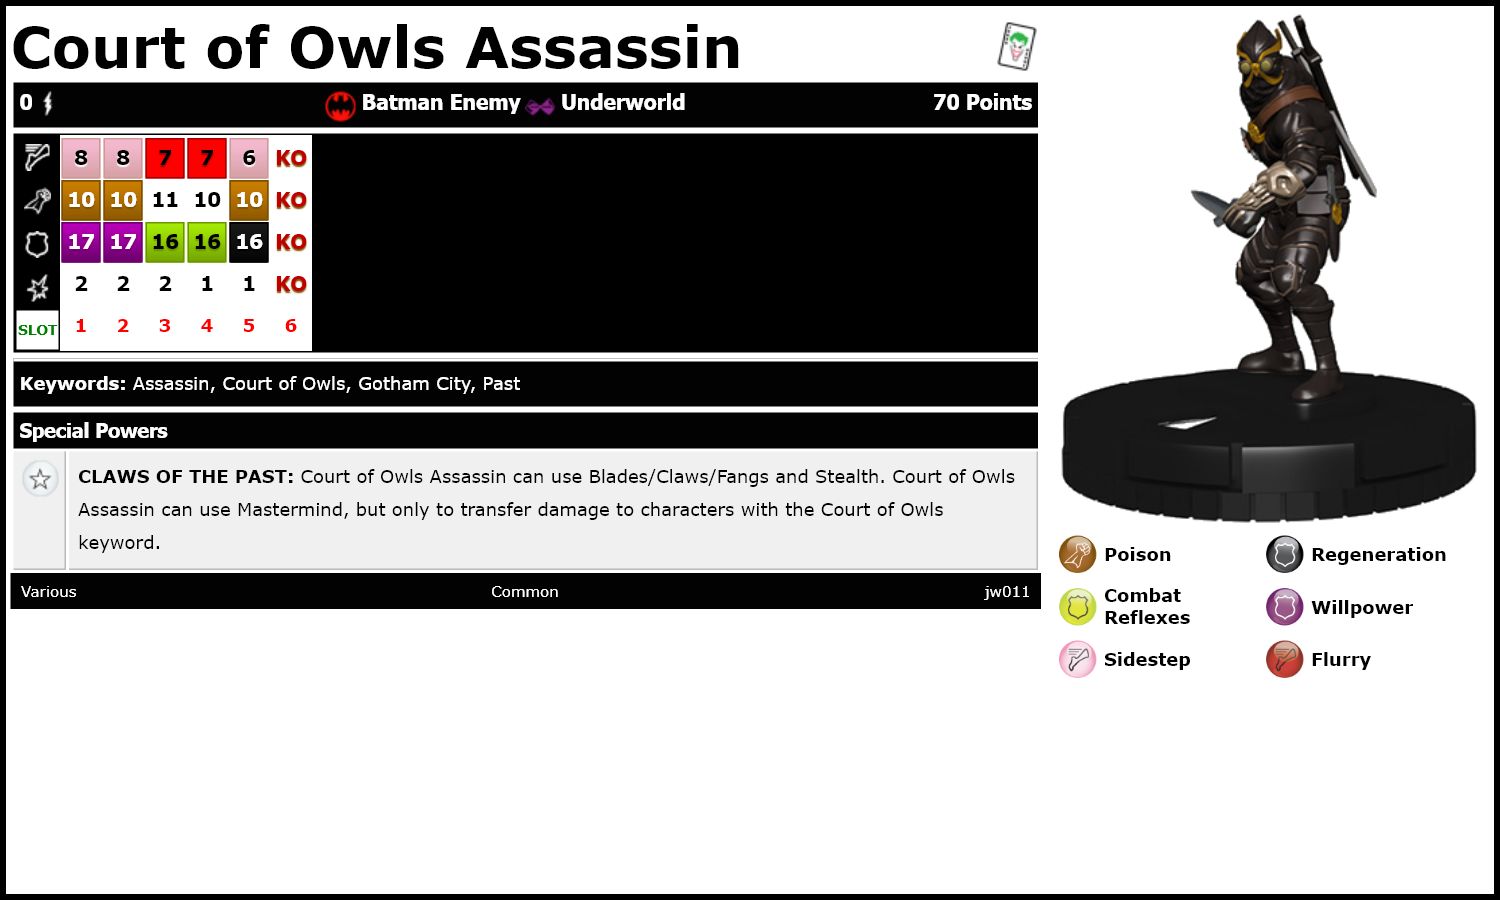 Court of Owls Assassin
0 Batman Enemy Underworld 70 Points
8 8 7 7 6 KO
10 10 11 10 10 KO
17 17 16 16 16 KO
2 2 2 1 1 KO
SLOT 1 2 3 4 5 6
Keywords: Assassin, Court of Owls, Gotham City, Past
Special Powers
CLAWS OF THE PAST: Court of Owls Assassin can use Blades/Claws/Fangs and Stealth. Court of Owls
Assassin can use Mastermind, but only to transfer damage to characters with the Court of Owls
keyword.
Various Common jw011
Poison Regeneration
Combat
Reflexes
Willpower
Sidestep Flurry